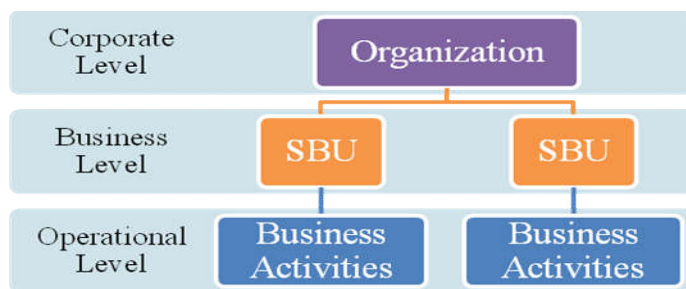 Corporate
Level
Organization
Business
Level
SBU
SBU
Operational
Level
Business
Activities
Business
Activities